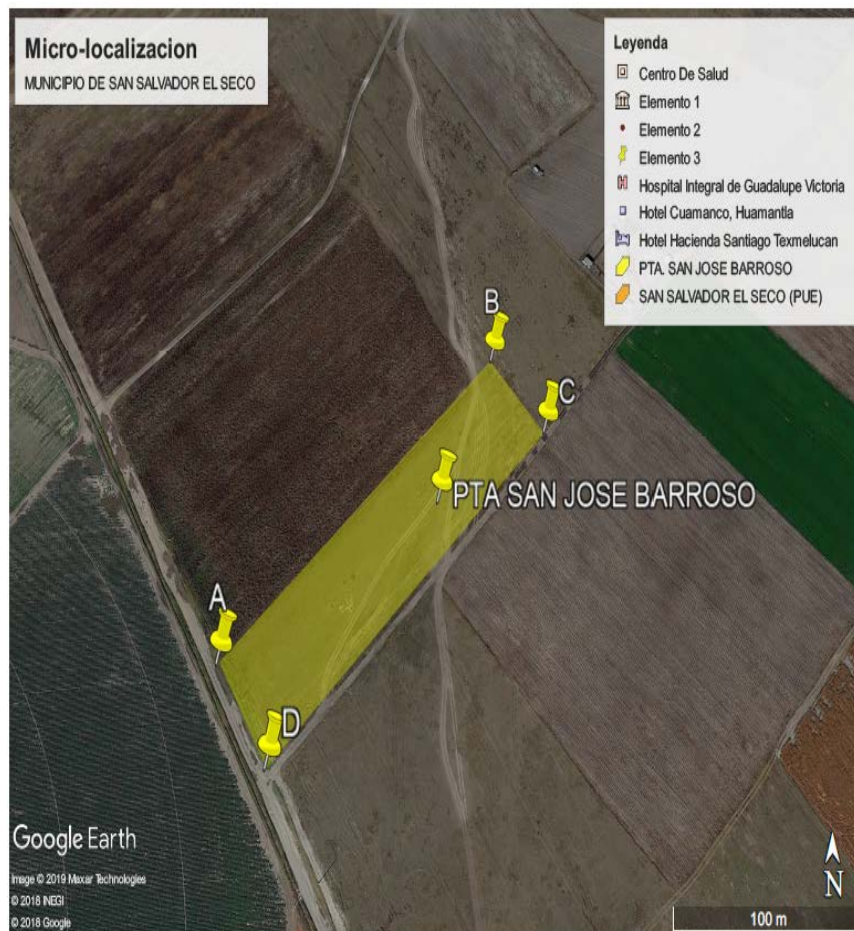 Micro-localizacion
MUNICIPIO DE SAN SALVADOR EL SECO
Leyenda
Centro De Salud
Elemento 1
Elemento 2
Elemento 3
Hospital Integral de Guadalupe Victoria
Hotel Cuamanco, Huamantla
Hotel Hacienda Santiago Texmelucan
PTA. SAN JOSE BARROSO
SAN SALVADOR EL SECO (PUE)
B
C
PTA SAN JOSE BARROSO
A
D
Google Earth
Image © 2019 Maxar Technologies
© 2018 INEGI
© 2018 Google
N
100 m